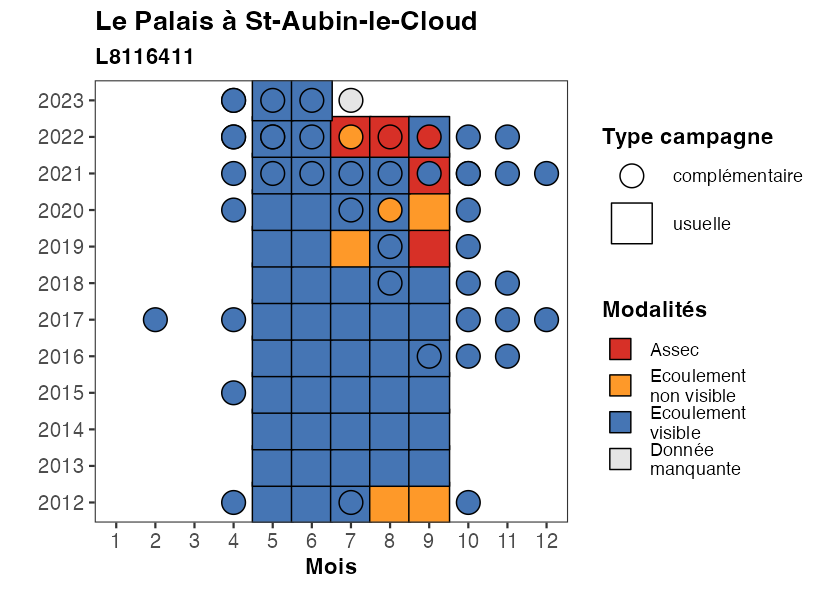 Le Palais à St-Aubin-le-Cloud
L8116411
2023
2022
2021
2020
2019
2018
2017
2016
2015
2014
2013
2012
1 2 3 4 5 6 7 8 9 10 11 12
Mois
Type campagne
complémentaire
usuelle
Modalités
Assec
Ecoulement
non visible
Ecoulement
visible
Donnée
manquante